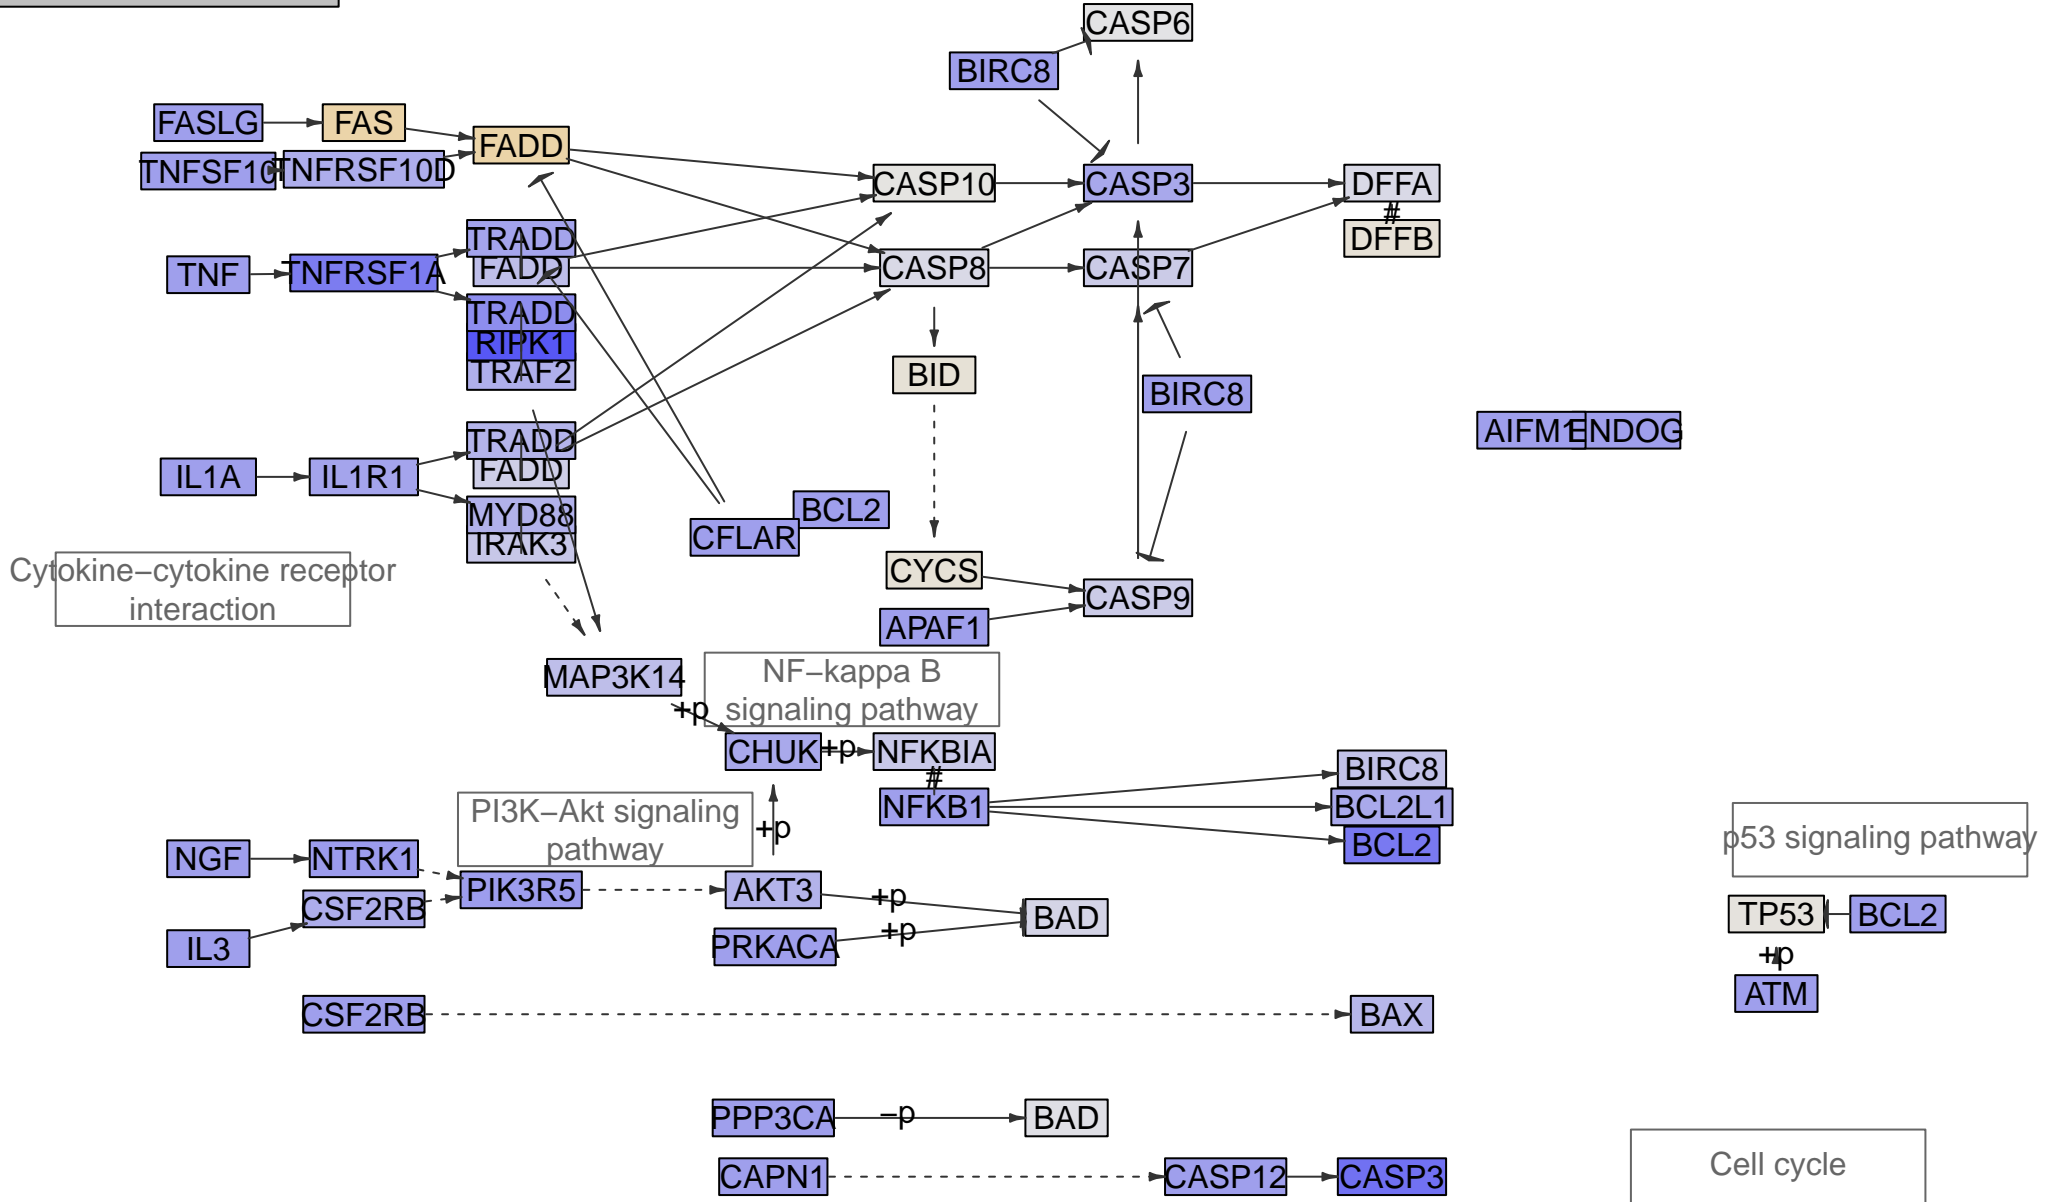 CASP6
BIRC8
FASLG
FAS
FADD
TNFSF10
TNFRSF10D
CASP10
CASP3
DFFA
#
DFFB
TRADD
FADD
TNF
TNFRSF1A
CASP8
CASP7
TRADD
RIPK1
TRAF2
BID
BIRC8
AIFM1
ENDOG
TRADD
FADD
IL1A
IL1R1
MYD88
IRAK3
BCL2
CFLAR
Cytokine–cytokine receptor
interaction
CYCS
CASP9
APAF1
MAP3K14
NF–kappa B
signaling pathway
+p
CHUK
+p
NFKBIA
#
NFKB1
BIRC8
BCL2L1
BCL2
PI3K–Akt signaling
pathway
+p
p53 signaling pathway
NGF
NTRK1
PIK3R5
AKT3
+p
BAD
CSF2RB
IL3
PRKACA
+p
TP53
BCL2
+p
ATM
CSF2RB
BAX
PPP3CA
–p
BAD
CAPN1
CASP12
CASP3
Cell cycle